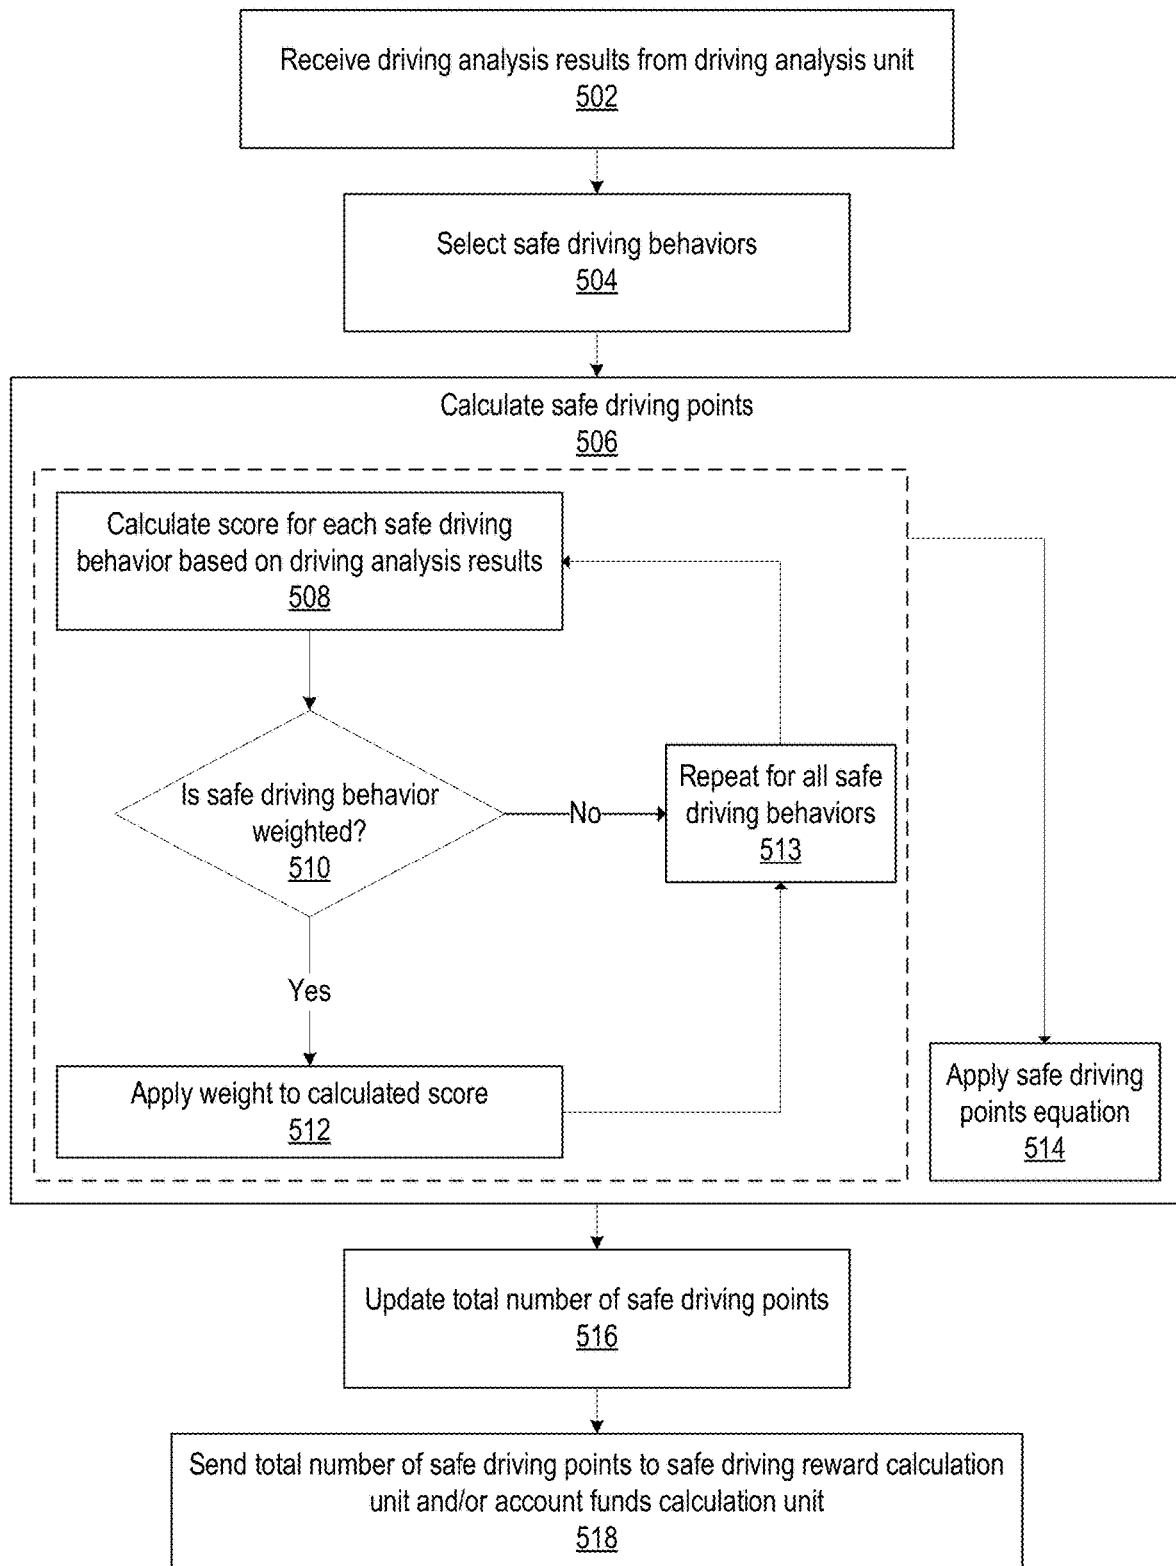 Receive driving analysis results from driving analysis unit
502
Select safe driving behaviors
504
Calculate safe driving points
506
Calculate score for each safe driving
behavior based on driving analysis results
508
Is safe driving behavior
weighted?
510
No
Repeat for all safe
driving behaviors
513
Yes
Apply weight to calculated score
512
Apply safe driving
points equation
514
Update total number of safe driving points
516
Send total number of safe driving points to safe driving reward calculation
unit and/or account funds calculation unit
518